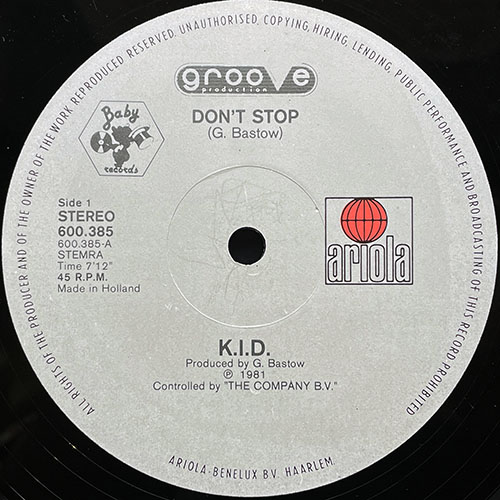 ALL RIGHTS OF THE PRODUCER AND OF THE OWNER OF THE WORK REPRODUCED RESERVED. UNAUTHORISED, COPYING, HIRING, LENDING, PUBLIC PERFORMANCE AND BROADCASTING OF THIS RECORD PROHIBITED
groove
production
DON'T STOP
(G. Bastow)
Baby
records
Side 1
STEREO
600.385
600.385-A
STEMRA
Time 7'12"
45 R.P.M.
Made in Holland
ariola
K.I.D.
Produced by G. Bastow
℗ 1981
Controlled by "THE COMPANY B.V."
ARIOLA-BENELUX B.V. HAARLEM